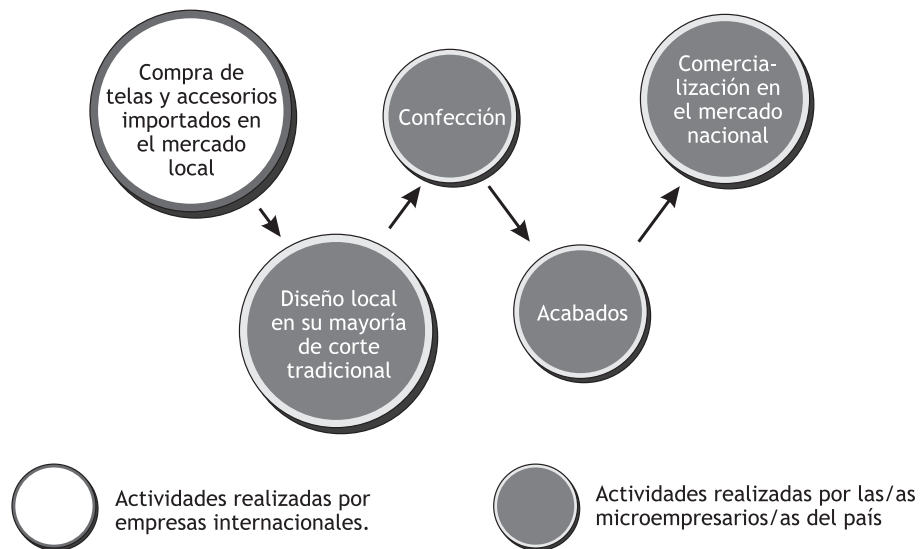 Compra de
telas y accesorios
importados en
el mercado
local
Diseño local
en su mayoría
de corte
tradicional
Confección
Acabados
Comercia-
lización en
el mercado
nacional
Actividades realizadas por
empresas internacionales.
Actividades realizadas por las/as
microempresarios/as del país